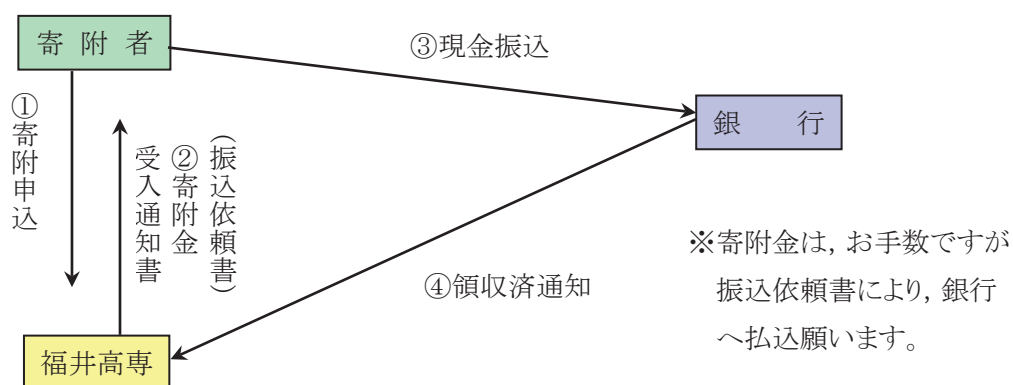 寄附者
③現金振込
銀行
①寄附申込
(振込依頼書)
②寄附金
受入通知書
④領収済通知
※寄附金は，お手数ですが
振込依頼書により，銀行
へ払込願います。
福井高専